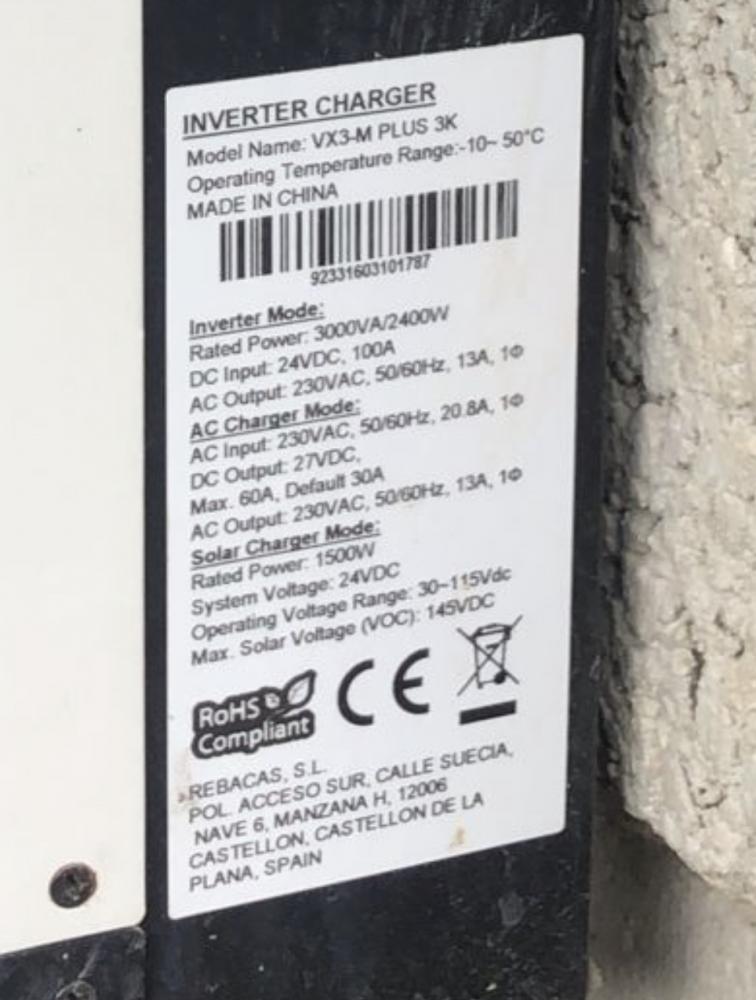 INVERTER CHARGER
Model Name: VX3-M PLUS 3K
Operating Temperature Range:-10~ 50°C
MADE IN CHINA
92331603101787
Inverter Mode:
Rated Power: 3000VA/2400W
DC Input: 24VDC, 100A
AC Output: 230VAC, 50/60Hz, 13A, 1Φ
AC Charger Mode:
AC Input: 230VAC, 50/60Hz, 20.8A, 1Φ
DC Output: 27VDC,
Max. 60A, Default 30A
AC Output: 230VAC, 50/60Hz, 13A, 1Φ
Solar Charger Mode:
Rated Power: 1500W
System Voltage: 24VDC
Operating Voltage Range: 30~115Vdc
Max. Solar Voltage (VOC): 145VDC
RoHS
Compliant
CE
REBACAS, S.L.
POL. ACCESO SUR, CALLE SUECIA,
NAVE 6, MANZANA H, 12006
CASTELLON, CASTELLON DE LA
PLANA, SPAIN